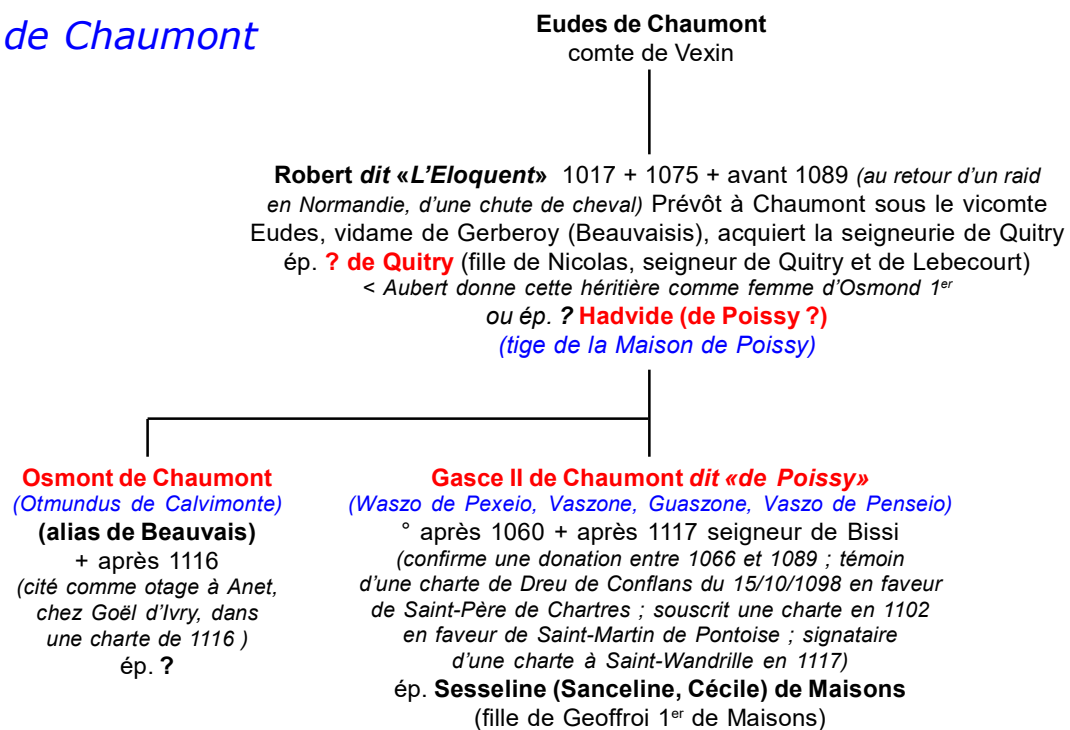 de Chaumont
Eudes de Chaumont
comte de Vexin
Robert dit «L'Eloquent» 1017 + 1075 + avant 1089 (au retour d'un raid
en Normandie, d'une chute de cheval) Prévôt à Chaumont sous le vicomte
Eudes, vidame de Gerberoy (Beauvaisis), acquiert la seigneurie de Quitry
ép. ? de Quitry (fille de Nicolas, seigneur de Quitry et de Lebecourt)
< Aubert donne cette héritière comme femme d'Osmond 1er
ou ép. ? Hadvide (de Poissy ?)
(tige de la Maison de Poissy)
Osmont de Chaumont
(Otmundus de Calvimonte)
(alias de Beauvais)
+ après 1116
(cité comme otage à Anet,
chez Goël d'Ivry, dans
une charte de 1116 )
ép. ?
Gasce II de Chaumont dit «de Poissy»
(Waszo de Pexeio, Vaszone, Guaszone, Vaszo de Penseio)
° après 1060 + après 1117 seigneur de Bissi
(confirme une donation entre 1066 et 1089 ; témoin
d'une charte de Dreu de Conflans du 15/10/1098 en faveur
de Saint-Père de Chartres ; souscrit une charte en 1102
en faveur de Saint-Martin de Pontoise ; signataire
d'une charte à Saint-Wandrille en 1117)
ép. Sesseline (Sanceline, Cécile) de Maisons
(fille de Geoffroi 1er de Maisons)